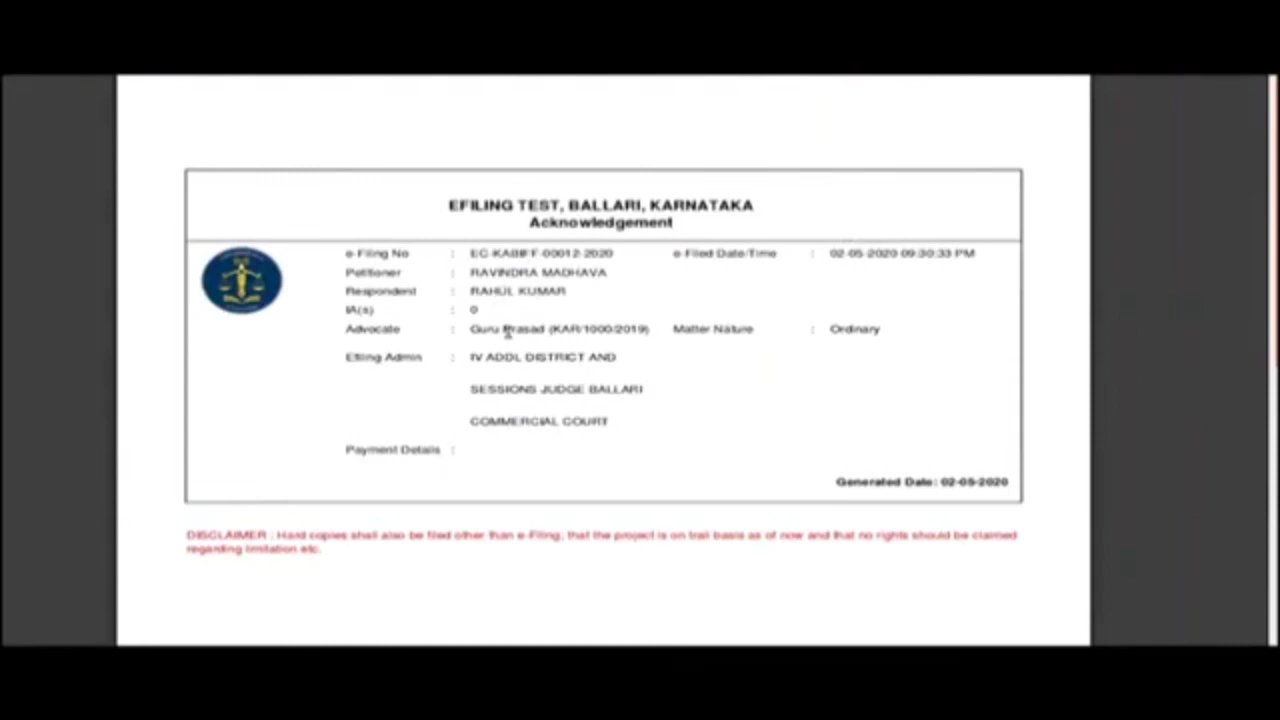 EFILING TEST, BALLARI, KARNATAKA
Acknowledgement
e-Filing No : EC-KABIFF-00012-2020 e-Filed Date/Time : 02-05-2020 09:30:33 PM
Petitioner : RAVINDRA MADHAVA
Respondent : RAHUL KUMAR
IA(s) : 0
Advocate : Guru Prasad (KAR/1000/2019) Matter Nature : Ordinary
Efiling Admin : IV ADDL DISTRICT AND
SESSIONS JUDGE BALLARI
COMMERCIAL COURT
Payment Details :
Generated Date: 02-05-2020
DISCLAIMER : Hard copies shall also be filed other than e-Filing; that the project is on trail basis as of now and that no rights should be claimed
regarding limitation etc.